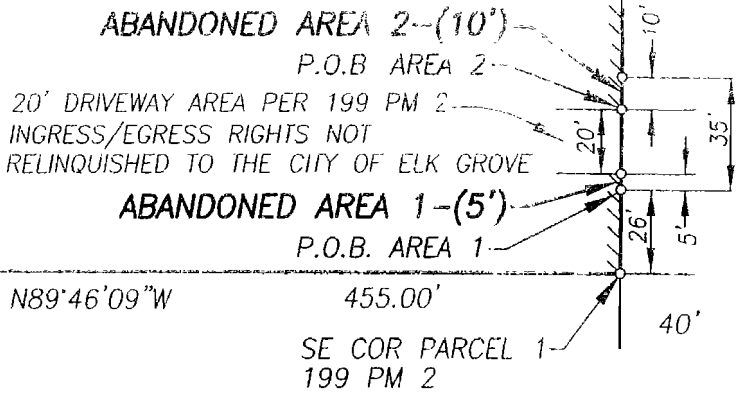 ABANDONED AREA 2-(10')
P.O.B AREA 2
20' DRIVEWAY AREA PER 199 PM 2
INGRESS/EGRESS RIGHTS NOT
RELINQUISHED TO THE CITY OF ELK GROVE
ABANDONED AREA 1-(5')
P.O.B. AREA 1
N89°46'09"W 455.00'
SE COR PARCEL 1
199 PM 2
10'
20'
35'
26'
5'
40'